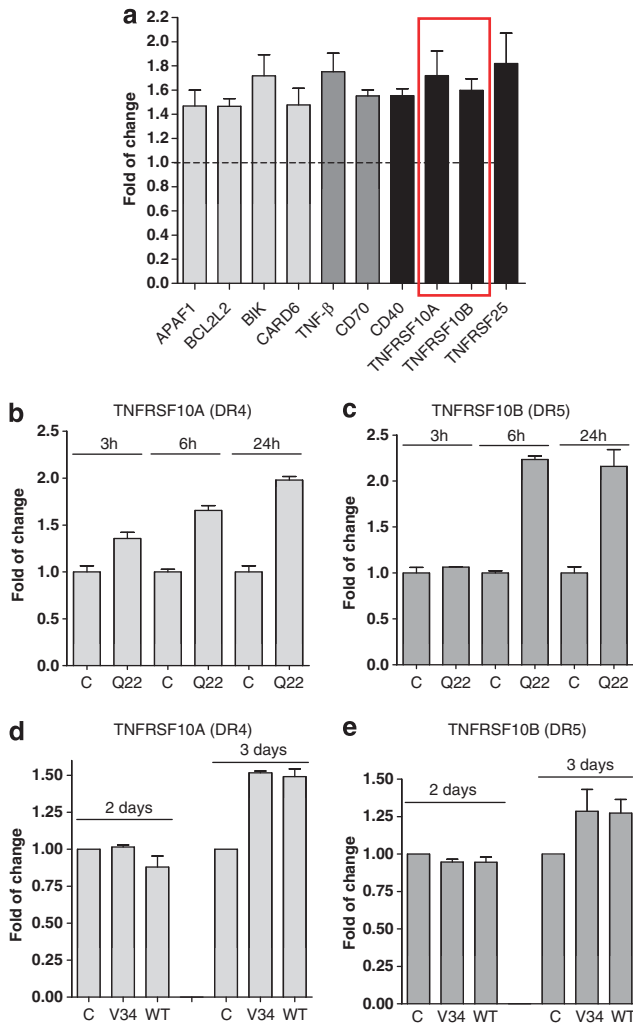 a
2.2
2.0
1.8
1.6
1.4
1.2
1.0
0.8
0.6
0.4
0.2
0.0
Fold of change
APAF1
BCL2L2
BIK
CARD6
TNF-β
CD70
CD40
TNFRSF10A
TNFRSF10B
TNFRSF25
b
TNFRSF10A (DR4)
3h 6h 24h
2.5
2.0
1.5
1.0
0.5
0.0
Fold of change
C Q22 C Q22 C Q22
c
TNFRSF10B (DR5)
3h 6h 24h
2.5
2.0
1.5
1.0
0.5
0.0
Fold of change
C Q22 C Q22 C Q22
d
TNFRSF10A (DR4)
3 days
2 days
1.50
1.25
1.00
0.75
0.50
0.25
0.00
Fold of change
C V34 WT C V34 WT
e
TNFRSF10B (DR5)
3 days
2 days
1.50
1.25
1.00
0.75
0.50
0.25
0.00
Fold of change
C V34 WT C V34 WT